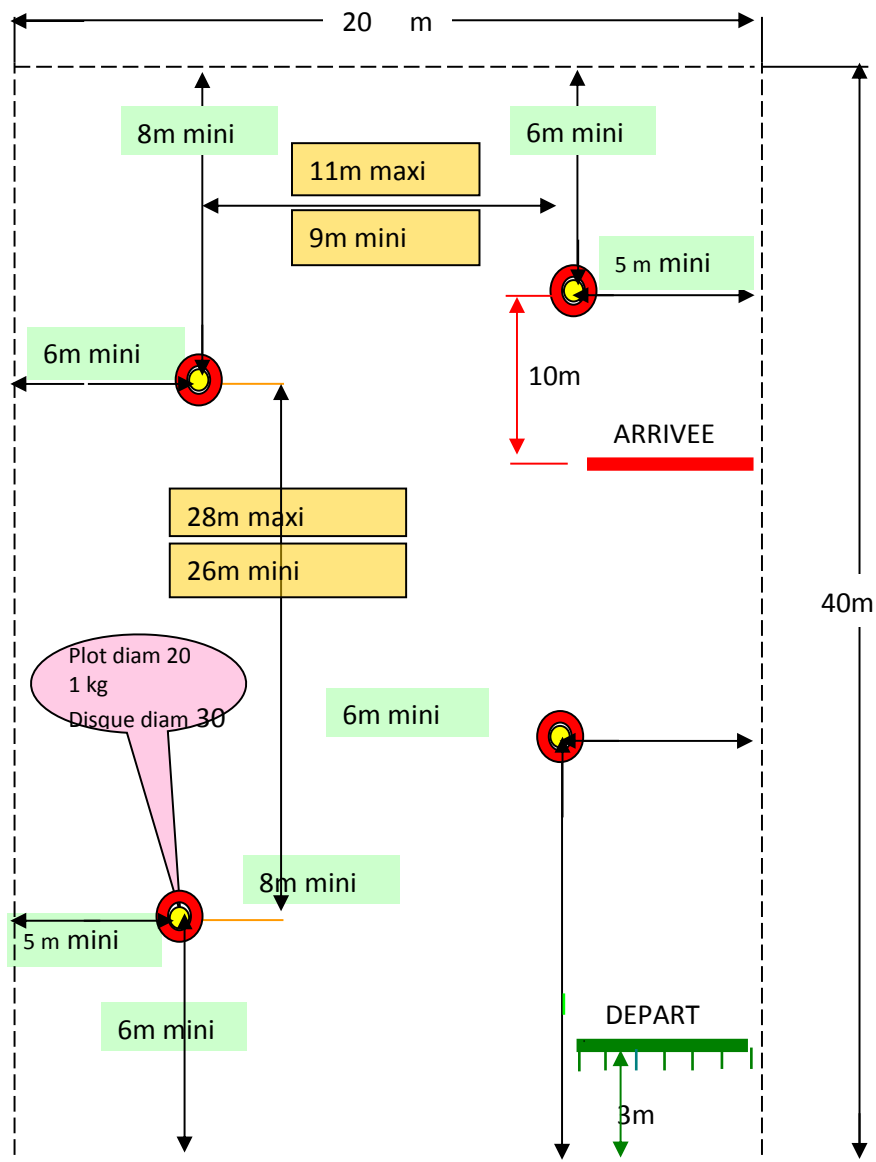 20 m
8m mini
6m mini
11m maxi
9m mini
5 m mini
6m mini
10m
ARRIVEE
28m maxi
26m mini
40m
Plot diam 20
1 kg
Disque diam 30
6m mini
8m mini
5 m mini
6m mini
DEPART
3m